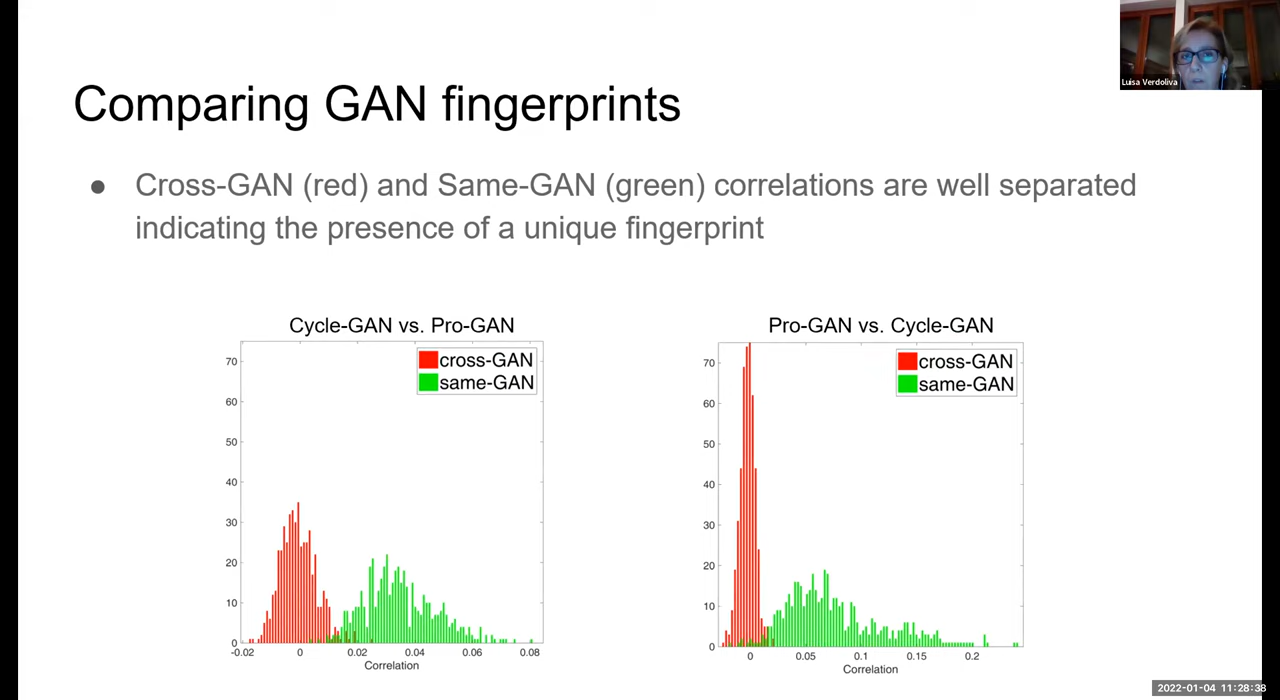 Luisa Verdoliva
Comparing GAN fingerprints
● Cross-GAN (red) and Same-GAN (green) correlations are well separated
indicating the presence of a unique fingerprint
Cycle-GAN vs. Pro-GAN
cross-GAN
same-GAN
70
60
50
40
30
20
10
0
-0.02 0 0.02 0.04 0.06 0.08
Correlation
Pro-GAN vs. Cycle-GAN
cross-GAN
same-GAN
70
60
50
40
30
20
10
0
0 0.05 0.1 0.15 0.2
Correlation
2022-01-04 11:28:38